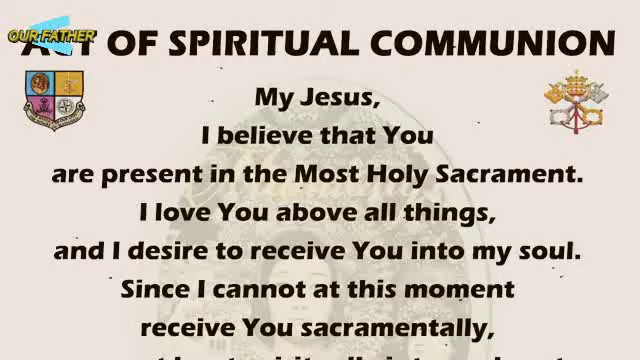 OUR FATHER
ACT OF SPIRITUAL COMMUNION
My Jesus,
I believe that You
are present in the Most Holy Sacrament.
I love You above all things,
and I desire to receive You into my soul.
Since I cannot at this moment
receive You sacramentally,